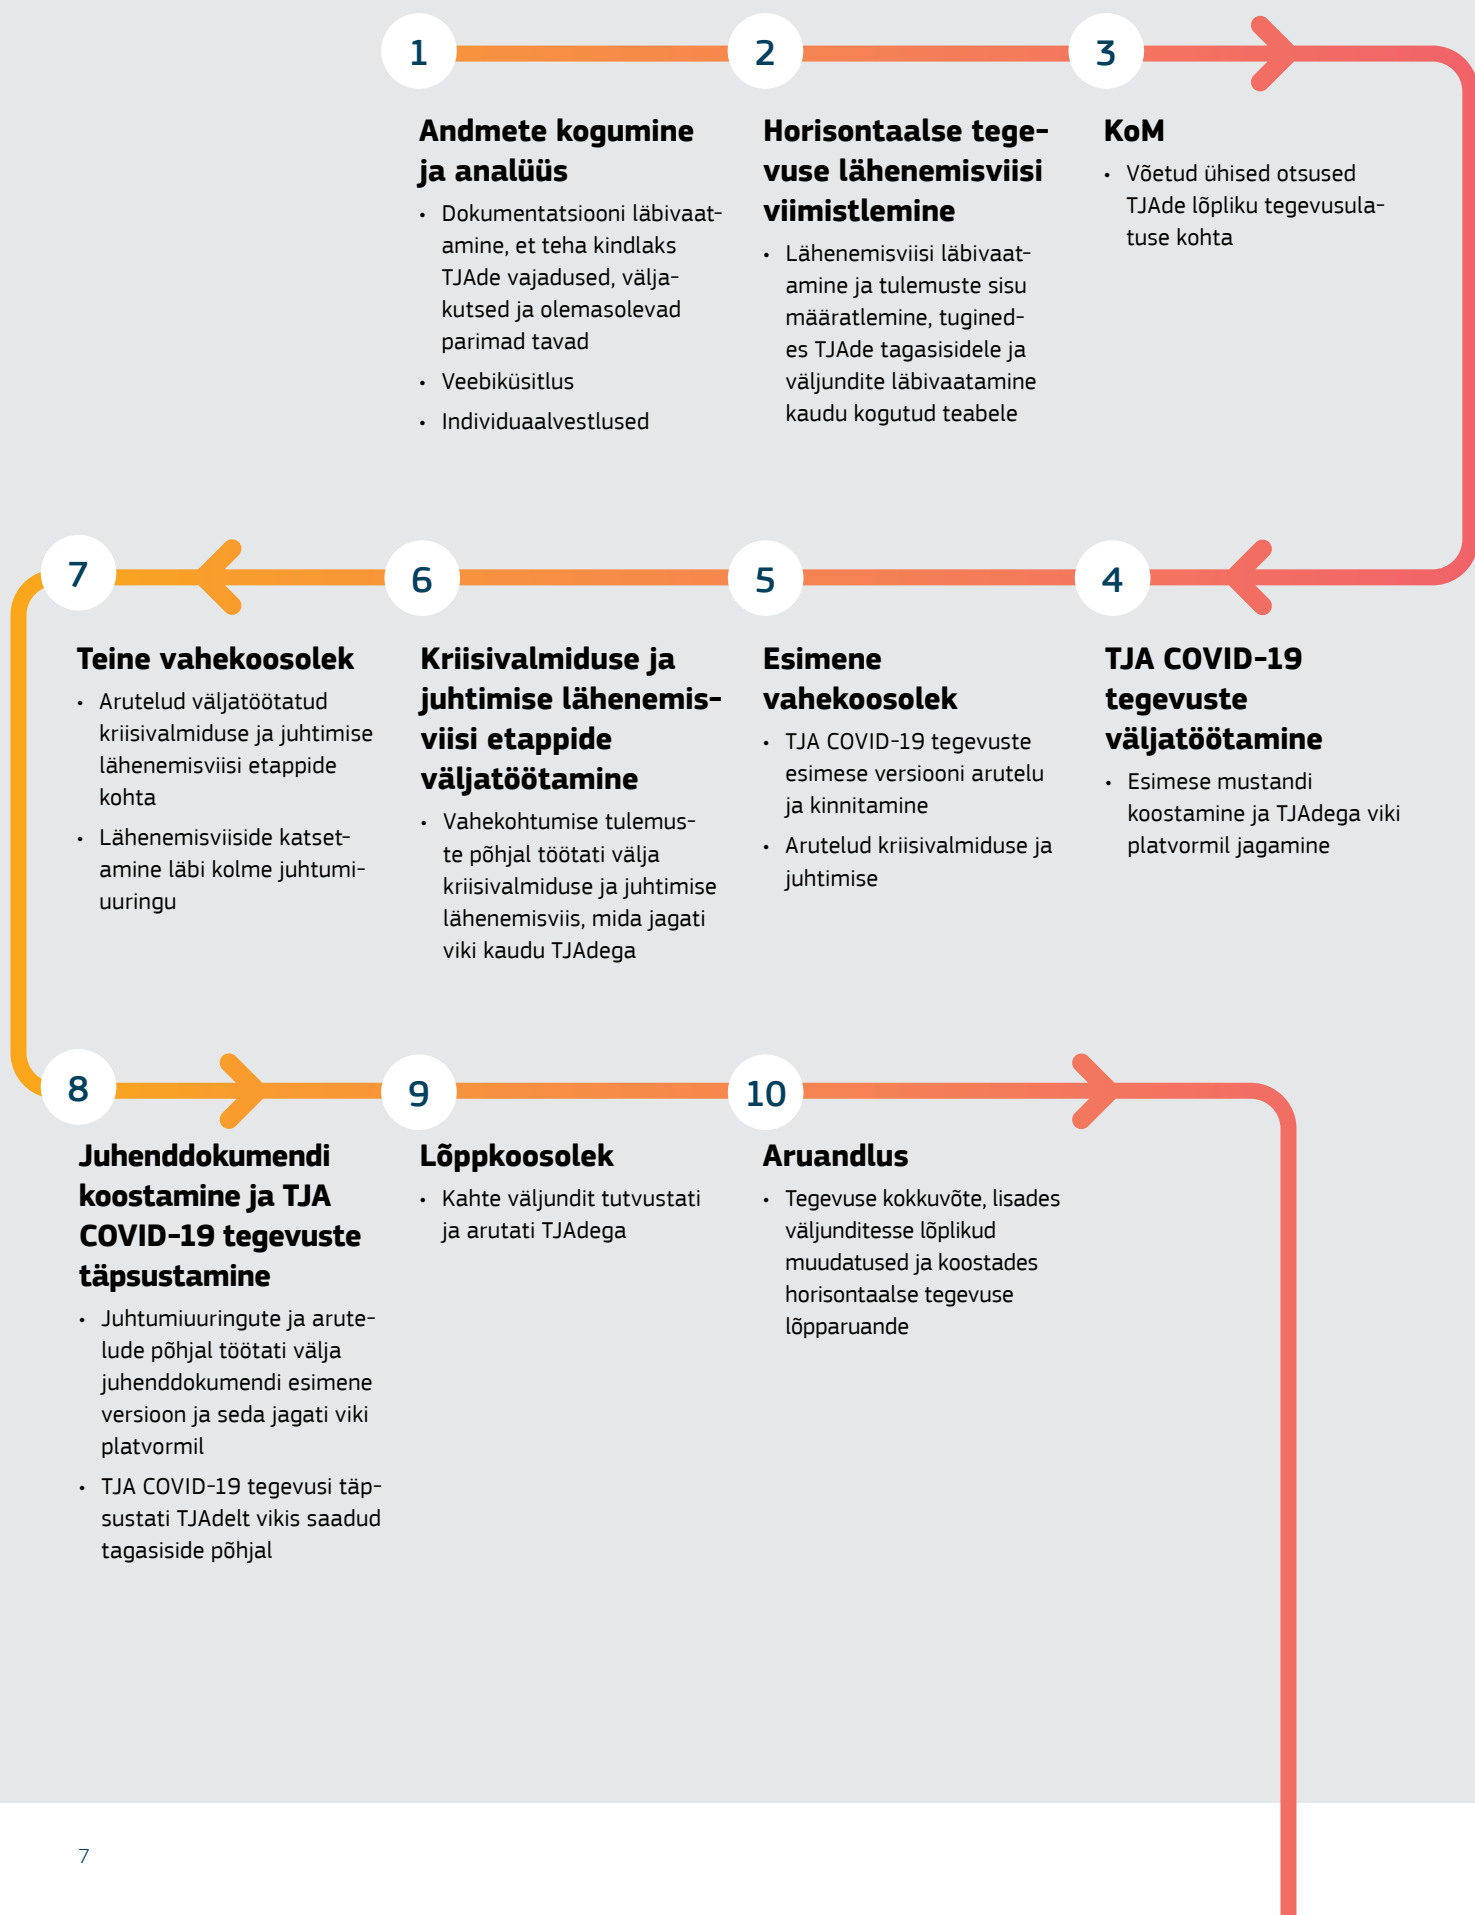 1
Andmete kogumine
ja analüüs
• Dokumentatsiooni läbivaat-
amine, et teha kindlaks
TJAde vajadused, välja-
kutsed ja olemasolevad
parimad tavad
• Veebiküsitlus
• Individuaalvestlused
2
Horisontaalse tege-
vuse lähenemisviisi
viimistlemine
• Lähenemisviisi läbivaat-
amine ja tulemuste sisu
määratlemine, tugined-
es TJAde tagasisidele ja
väljundite läbivaatamine
kaudu kogutud teabele
3
KoM
• Võetud ühised otsused
TJAde lõpliku tegevusula-
tuse kohta
4
TJA COVID-19
tegevuste
väljatöötamine
• Esimese mustandi
koostamine ja TJAdega viki
platvormil jagamine
5
Esimene
vahekoosolek
• TJA COVID-19 tegevuste
esimese versiooni arutelu
ja kinnitamine
• Arutelud kriisivalmiduse ja
juhtimise
6
Kriisivalmiduse ja
juhtimise lähenemis-
viisi etappide
väljatöötamine
• Vahekohtumise tulemus-
te põhjal töötati välja
kriisivalmiduse ja juhtimise
lähenemisviis, mida jagati
viki kaudu TJAdega
7
Teine vahekoosolek
• Arutelud väljatöötatud
kriisivalmiduse ja juhtimise
lähenemisviisi etappide
kohta
• Lähenemisviiside katset-
amine läbi kolme juhtumi-
uuringu
8
Juhenddokumendi
koostamine ja TJA
COVID-19 tegevuste
täpsustamine
• Juhtumiuuringute ja arute-
lude põhjal töötati välja
juhenddokumendi esimene
versioon ja seda jagati viki
platvormil
• TJA COVID-19 tegevusi täp-
sustati TJAdelt vikis saadud
tagasiside põhjal
9
Lõppkoosolek
• Kahte väljundit tutvustati
ja arutati TJAdega
10
Aruandlus
• Tegevuse kokkuvõte, lisades
väljunditesse lõplikud
muudatused ja koostades
horisontaalse tegevuse
lõpparuande
7